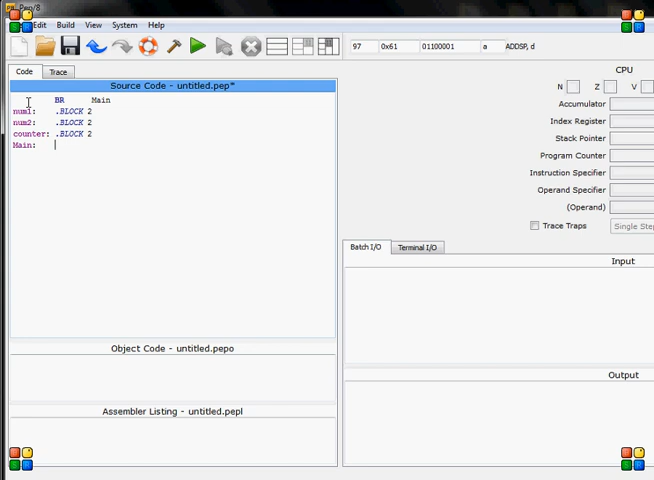 Pep/8
Edit Build View System Help
97 0x61 01100001 a ADDSP, d
Code Trace
Source Code - untitled.pep*
BR Main
num1: .BLOCK 2
num2: .BLOCK 2
counter: .BLOCK 2
Main:
Object Code - untitled.pepo
Assembler Listing - untitled.pepl
CPU
N Z V
Accumulator
Index Register
Stack Pointer
Program Counter
Instruction Specifier
Operand Specifier
(Operand)
Trace Traps Single Ste
Batch I/O Terminal I/O
Input
Output